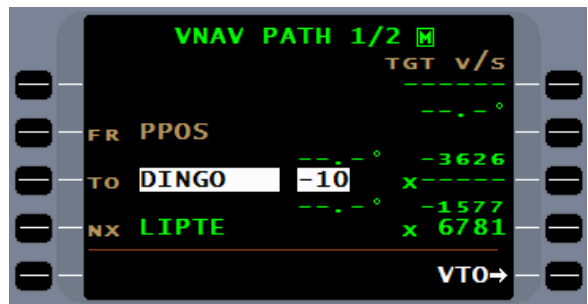 VNAV PATH 1/2 M
TGT V/S
------
--.-°
FR PPOS
--.-° -3626
TO DINGO -10 x-----
--.-° -1577
NX LIPTE x 6781
VTO→